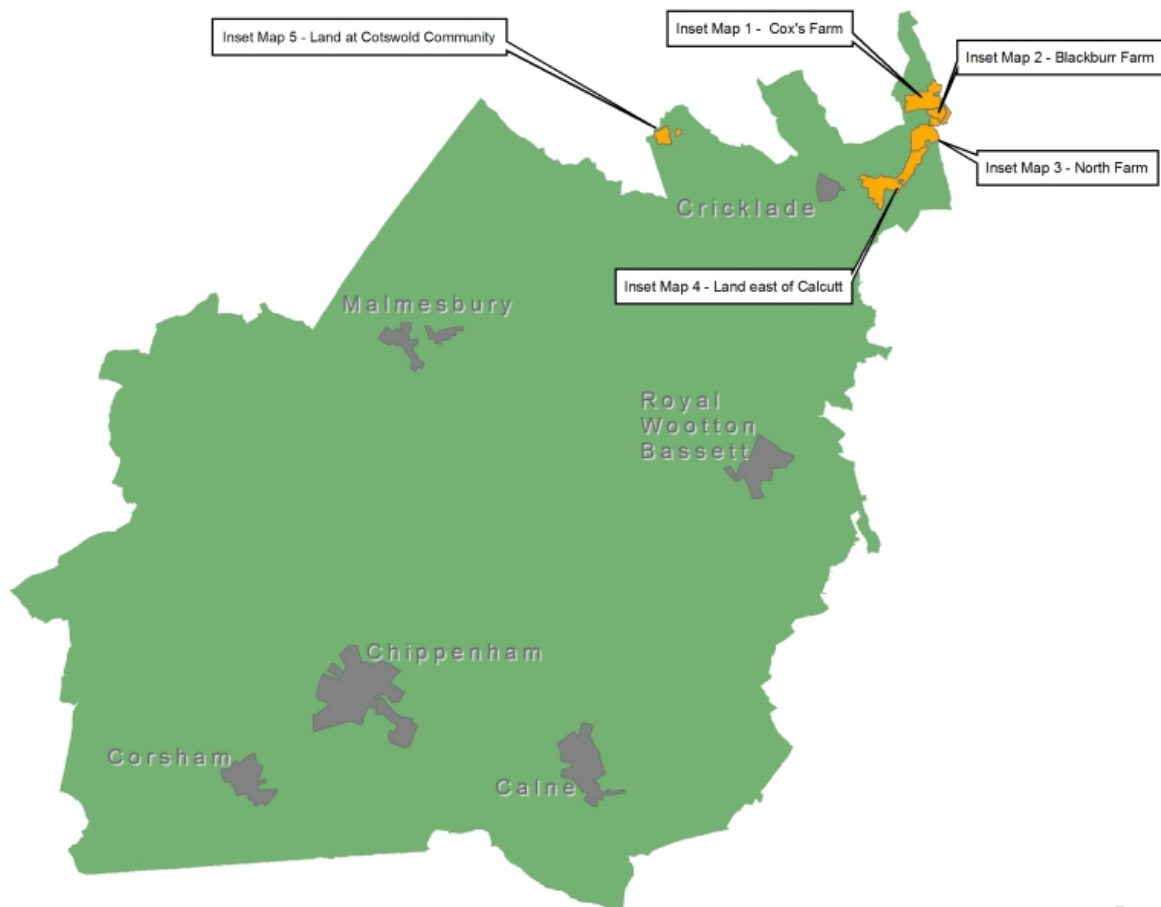 Inset Map 5 - Land at Cotswold Community
Inset Map 1 - Cox's Farm
Inset Map 2 - Blackburr Farm
Inset Map 3 - North Farm
Cricklade
Inset Map 4 - Land east of Calcutt
Malmesbury
Royal
Wootton
Bassett
Chippenham
Corsham
Calne